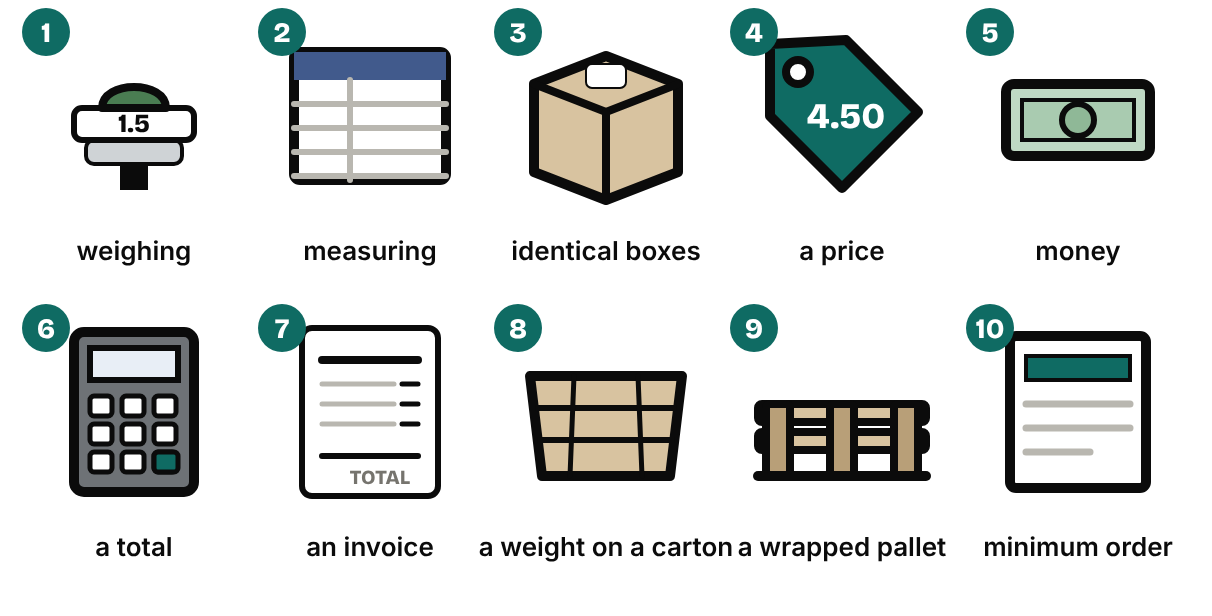 1
2
3
4
5
1.5
4.50
weighing
measuring
identical boxes
a price
money
6
7
8
9
10
TOTAL
a total
an invoice
a weight on a carton
a wrapped pallet
minimum order